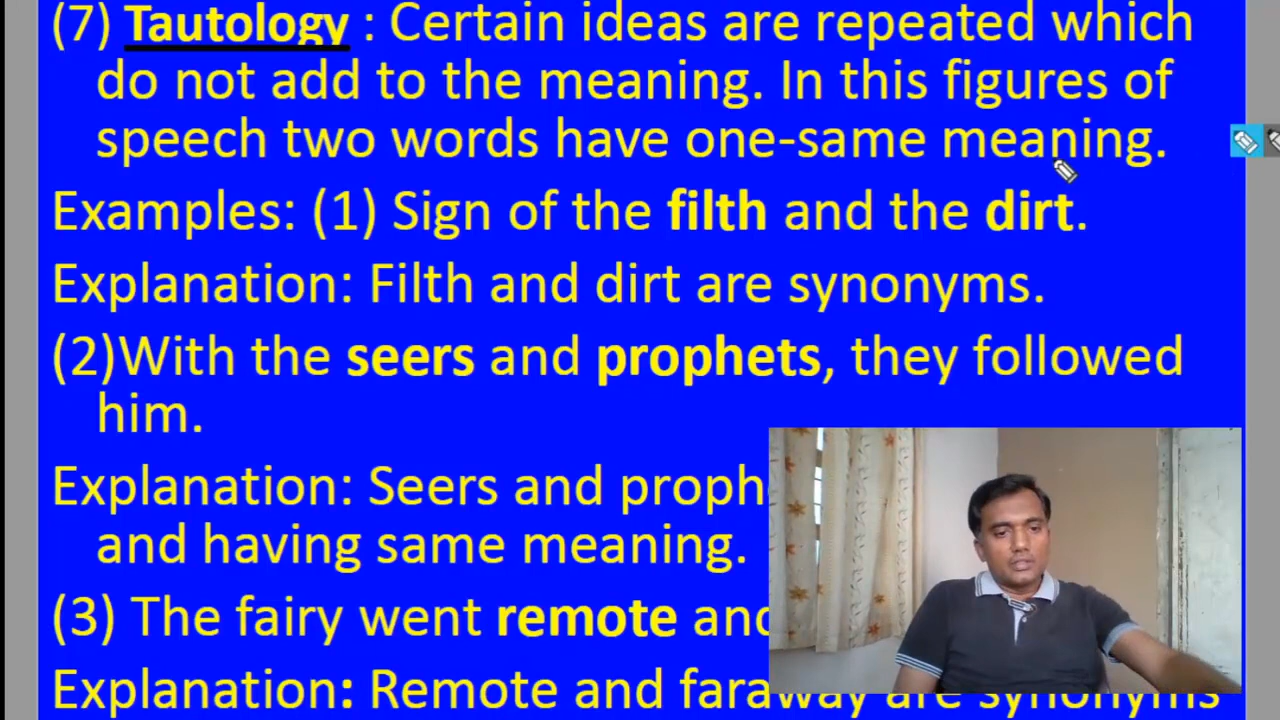 (7) Tautology : Certain ideas are repeated which
do not add to the meaning. In this figures of
speech two words have one-same meaning.
Examples: (1) Sign of the filth and the dirt.
Explanation: Filth and dirt are synonyms.
(2)With the seers and prophets, they followed
him.
Explanation: Seers and
and having same meaning.
(3) The fairy went remote
Explanation: Remote and faraway are synonyms